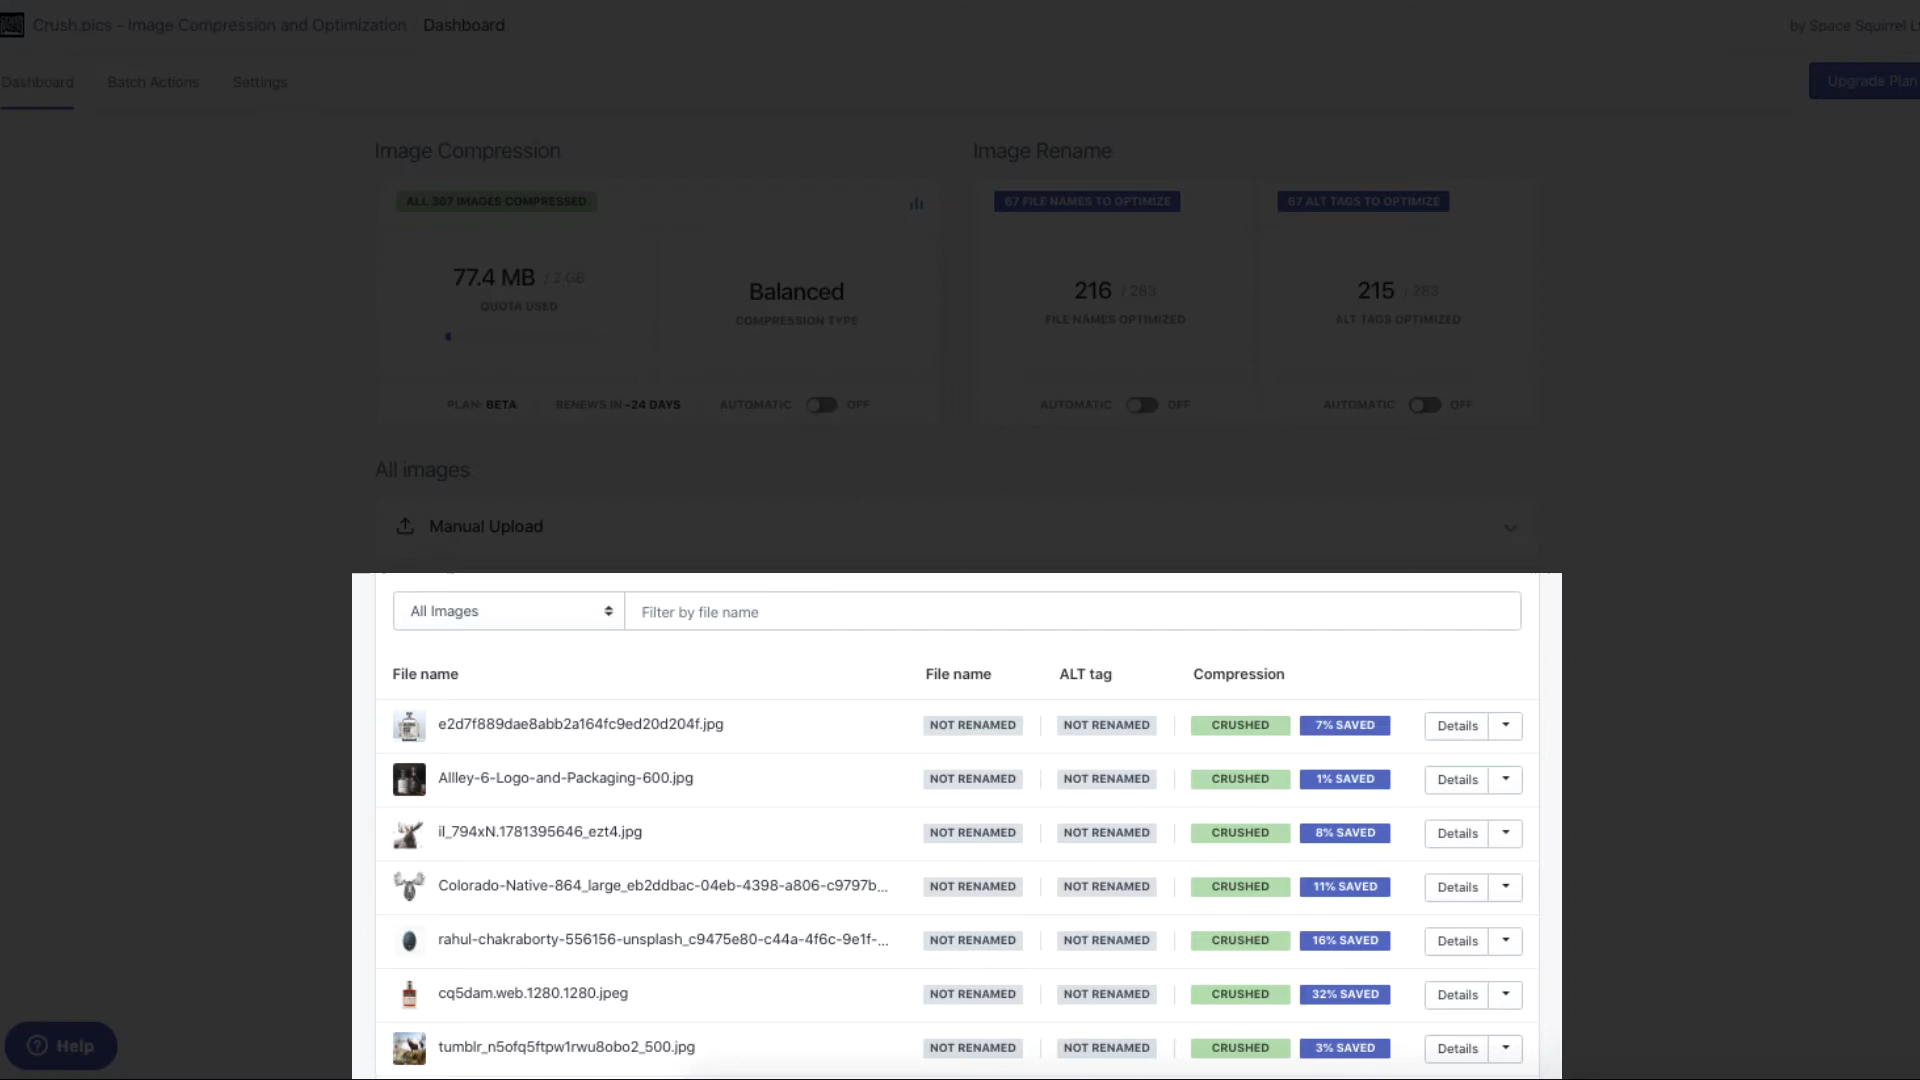 Crush.pics - Image Compression and Optimization / Dashboard
by Space Squirrel
Dashboard Batch Actions Settings
Upgrade Plan
Image Compression
Image Rename
ALL 367 IMAGES COMPRESSED
67 FILE NAMES TO OPTIMIZE
67 ALT TAGS TO OPTIMIZE
77.4 MB / 2 GB
QUOTA USED
Balanced
COMPRESSION TYPE
216 / 283
FILE NAMES OPTIMIZED
215 / 283
ALT TAGS OPTIMIZED
PLAN: BETA
RENEWS IN -24 DAYS
AUTOMATIC OFF
AUTOMATIC OFF
AUTOMATIC OFF
All images
Manual Upload
All Images
Filter by file name
File name File name ALT tag Compression
e2d7f889dae8abb2a164fc9ed20d204f.jpg NOT RENAMED NOT RENAMED CRUSHED 7% SAVED Details
Allley-6-Logo-and-Packaging-600.jpg NOT RENAMED NOT RENAMED CRUSHED 1% SAVED Details
il_794xN.1781395646_ezt4.jpg NOT RENAMED NOT RENAMED CRUSHED 8% SAVED Details
Colorado-Native-864_large_eb2ddbac-04eb-4398-a806-c9797b... NOT RENAMED NOT RENAMED CRUSHED 11% SAVED Details
rahul-chakraborty-556156-unsplash_c9475e80-c44a-4f6c-9e1f-... NOT RENAMED NOT RENAMED CRUSHED 16% SAVED Details
cq5dam.web.1280.1280.jpeg NOT RENAMED NOT RENAMED CRUSHED 32% SAVED Details
tumblr_n5ofq5ftpw1rwu8obo2_500.jpg NOT RENAMED NOT RENAMED CRUSHED 3% SAVED Details
Help